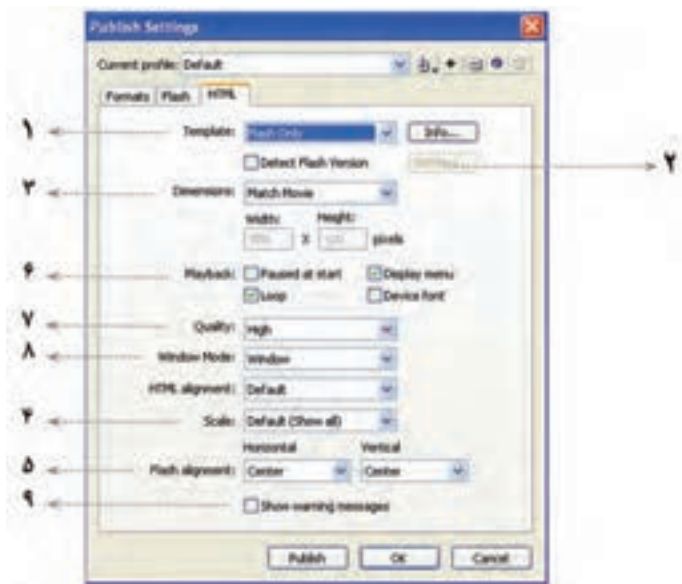 Publish Settings
Current profile: Default
Formats Flash HTML
۱ Template: Flash Only Info...
Detect Flash Version ۲
۳ Dimensions: Match Movie
Width: Height:
X pixels
۶ Playback: Paused at start Display menu
Loop Device font
۷ Quality: High
۸ Window Mode: Window
HTML alignment: Default
۴ Scale: Default (Show all)
Horizontal Vertical
۵ Flash alignment: Center Center
۹ Show warning messages
Publish OK Cancel